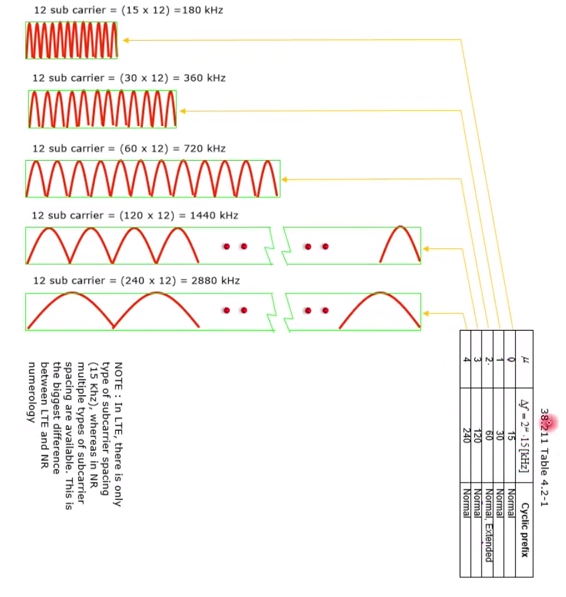 12 sub carrier = (15 x 12) =180 kHz
12 sub carrier = (30 x 12) = 360 kHz
12 sub carrier = (60 x 12) = 720 kHz
12 sub carrier = (120 x 12) = 1440 kHz
12 sub carrier = (240 x 12) = 2880 kHz
38.211 Table 4.2-1
μ Δf = 2^μ · 15 [kHz] Cyclic prefix
0 15 Normal
1 30 Normal
2 60 Normal, Extended
3 120 Normal
4 240 Normal
NOTE : In LTE, there is only
type of subcarrier spacing
(15 Khz), whereas in NR
multiple types of subcarrier
spacing are available. This is
the biggest difference
between LTE and NR
numerology